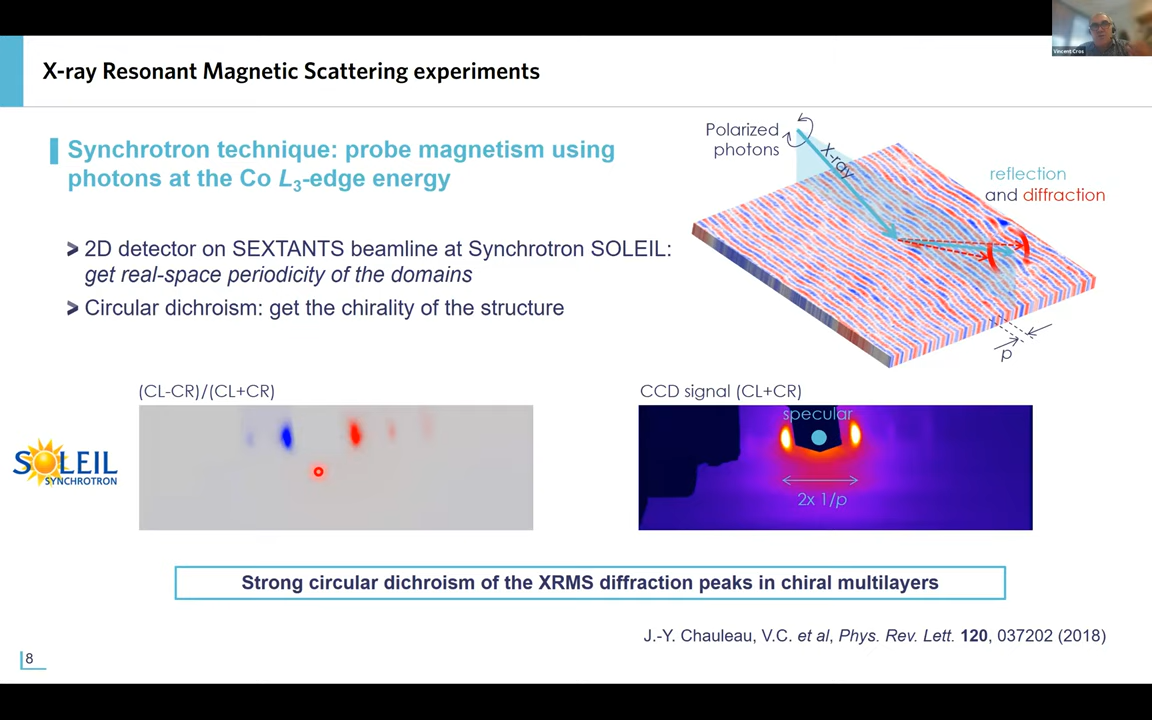 Vincent Cros
X-ray Resonant Magnetic Scattering experiments
Synchrotron technique: probe magnetism using
photons at the Co L3-edge energy
2D detector on SEXTANTS beamline at Synchrotron SOLEIL:
get real-space periodicity of the domains
Circular dichroism: get the chirality of the structure
Polarized
photons
X-ray
reflection
and diffraction
p
(CL-CR)/(CL+CR)
CCD signal (CL+CR)
specular
2x 1/p
SOLEIL
SYNCHROTRON
Strong circular dichroism of the XRMS diffraction peaks in chiral multilayers
J.-Y. Chauleau, V.C. et al, Phys. Rev. Lett. 120, 037202 (2018)
8